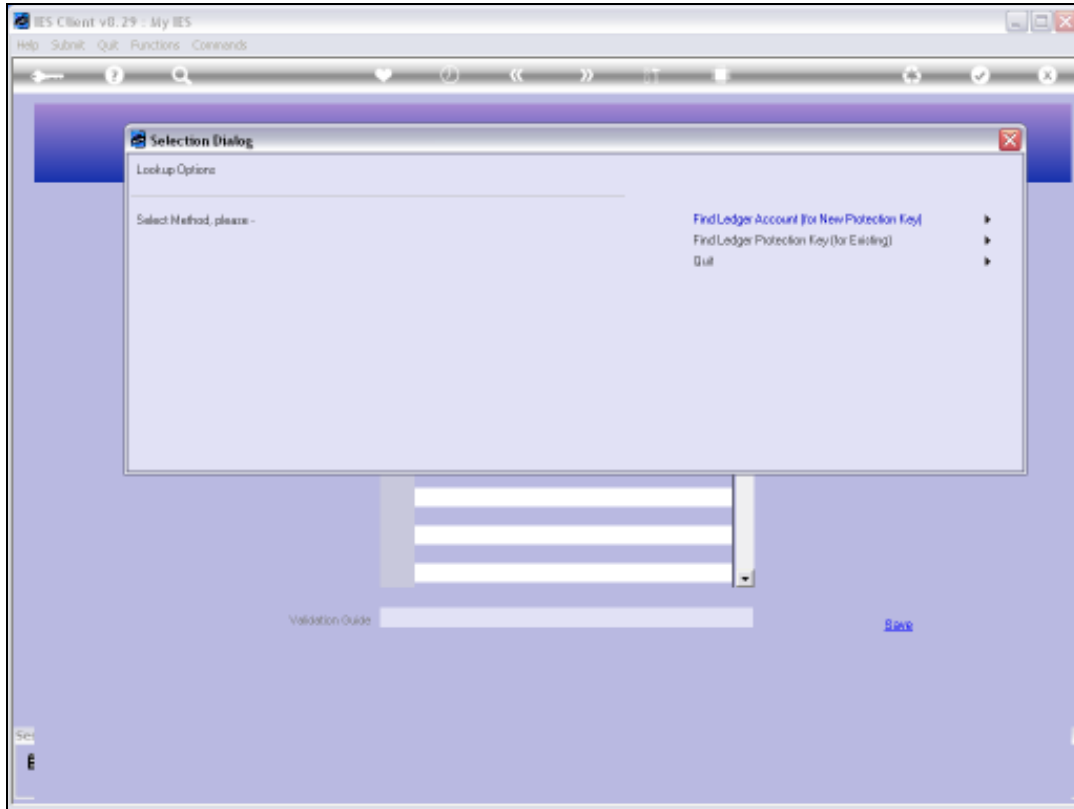 IES Client v8.29 : My IES
Help Submit Quit Functions Commands
Selection Dialog
Lookup Options
Select Method, please -
Find Ledger Account (for New Protection Key)
Find Ledger Protection Key (for Existing)
Quit
Validation Guide
Save
Ses